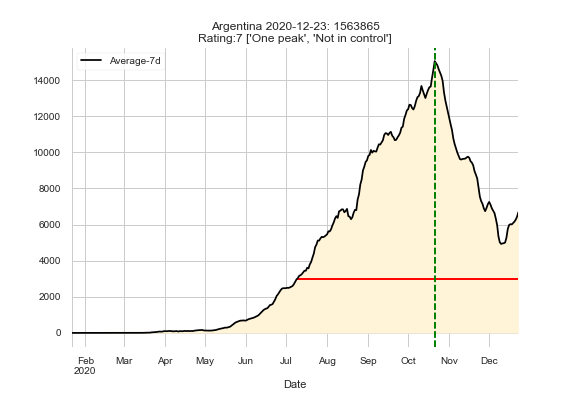 Argentina 2020-12-23: 1563865
Rating:7 ['One peak', 'Not in control']
Average-7d
14000
12000
10000
8000
6000
4000
2000
0
Feb Mar Apr May Jun Jul Aug Sep Oct Nov Dec
2020
Date